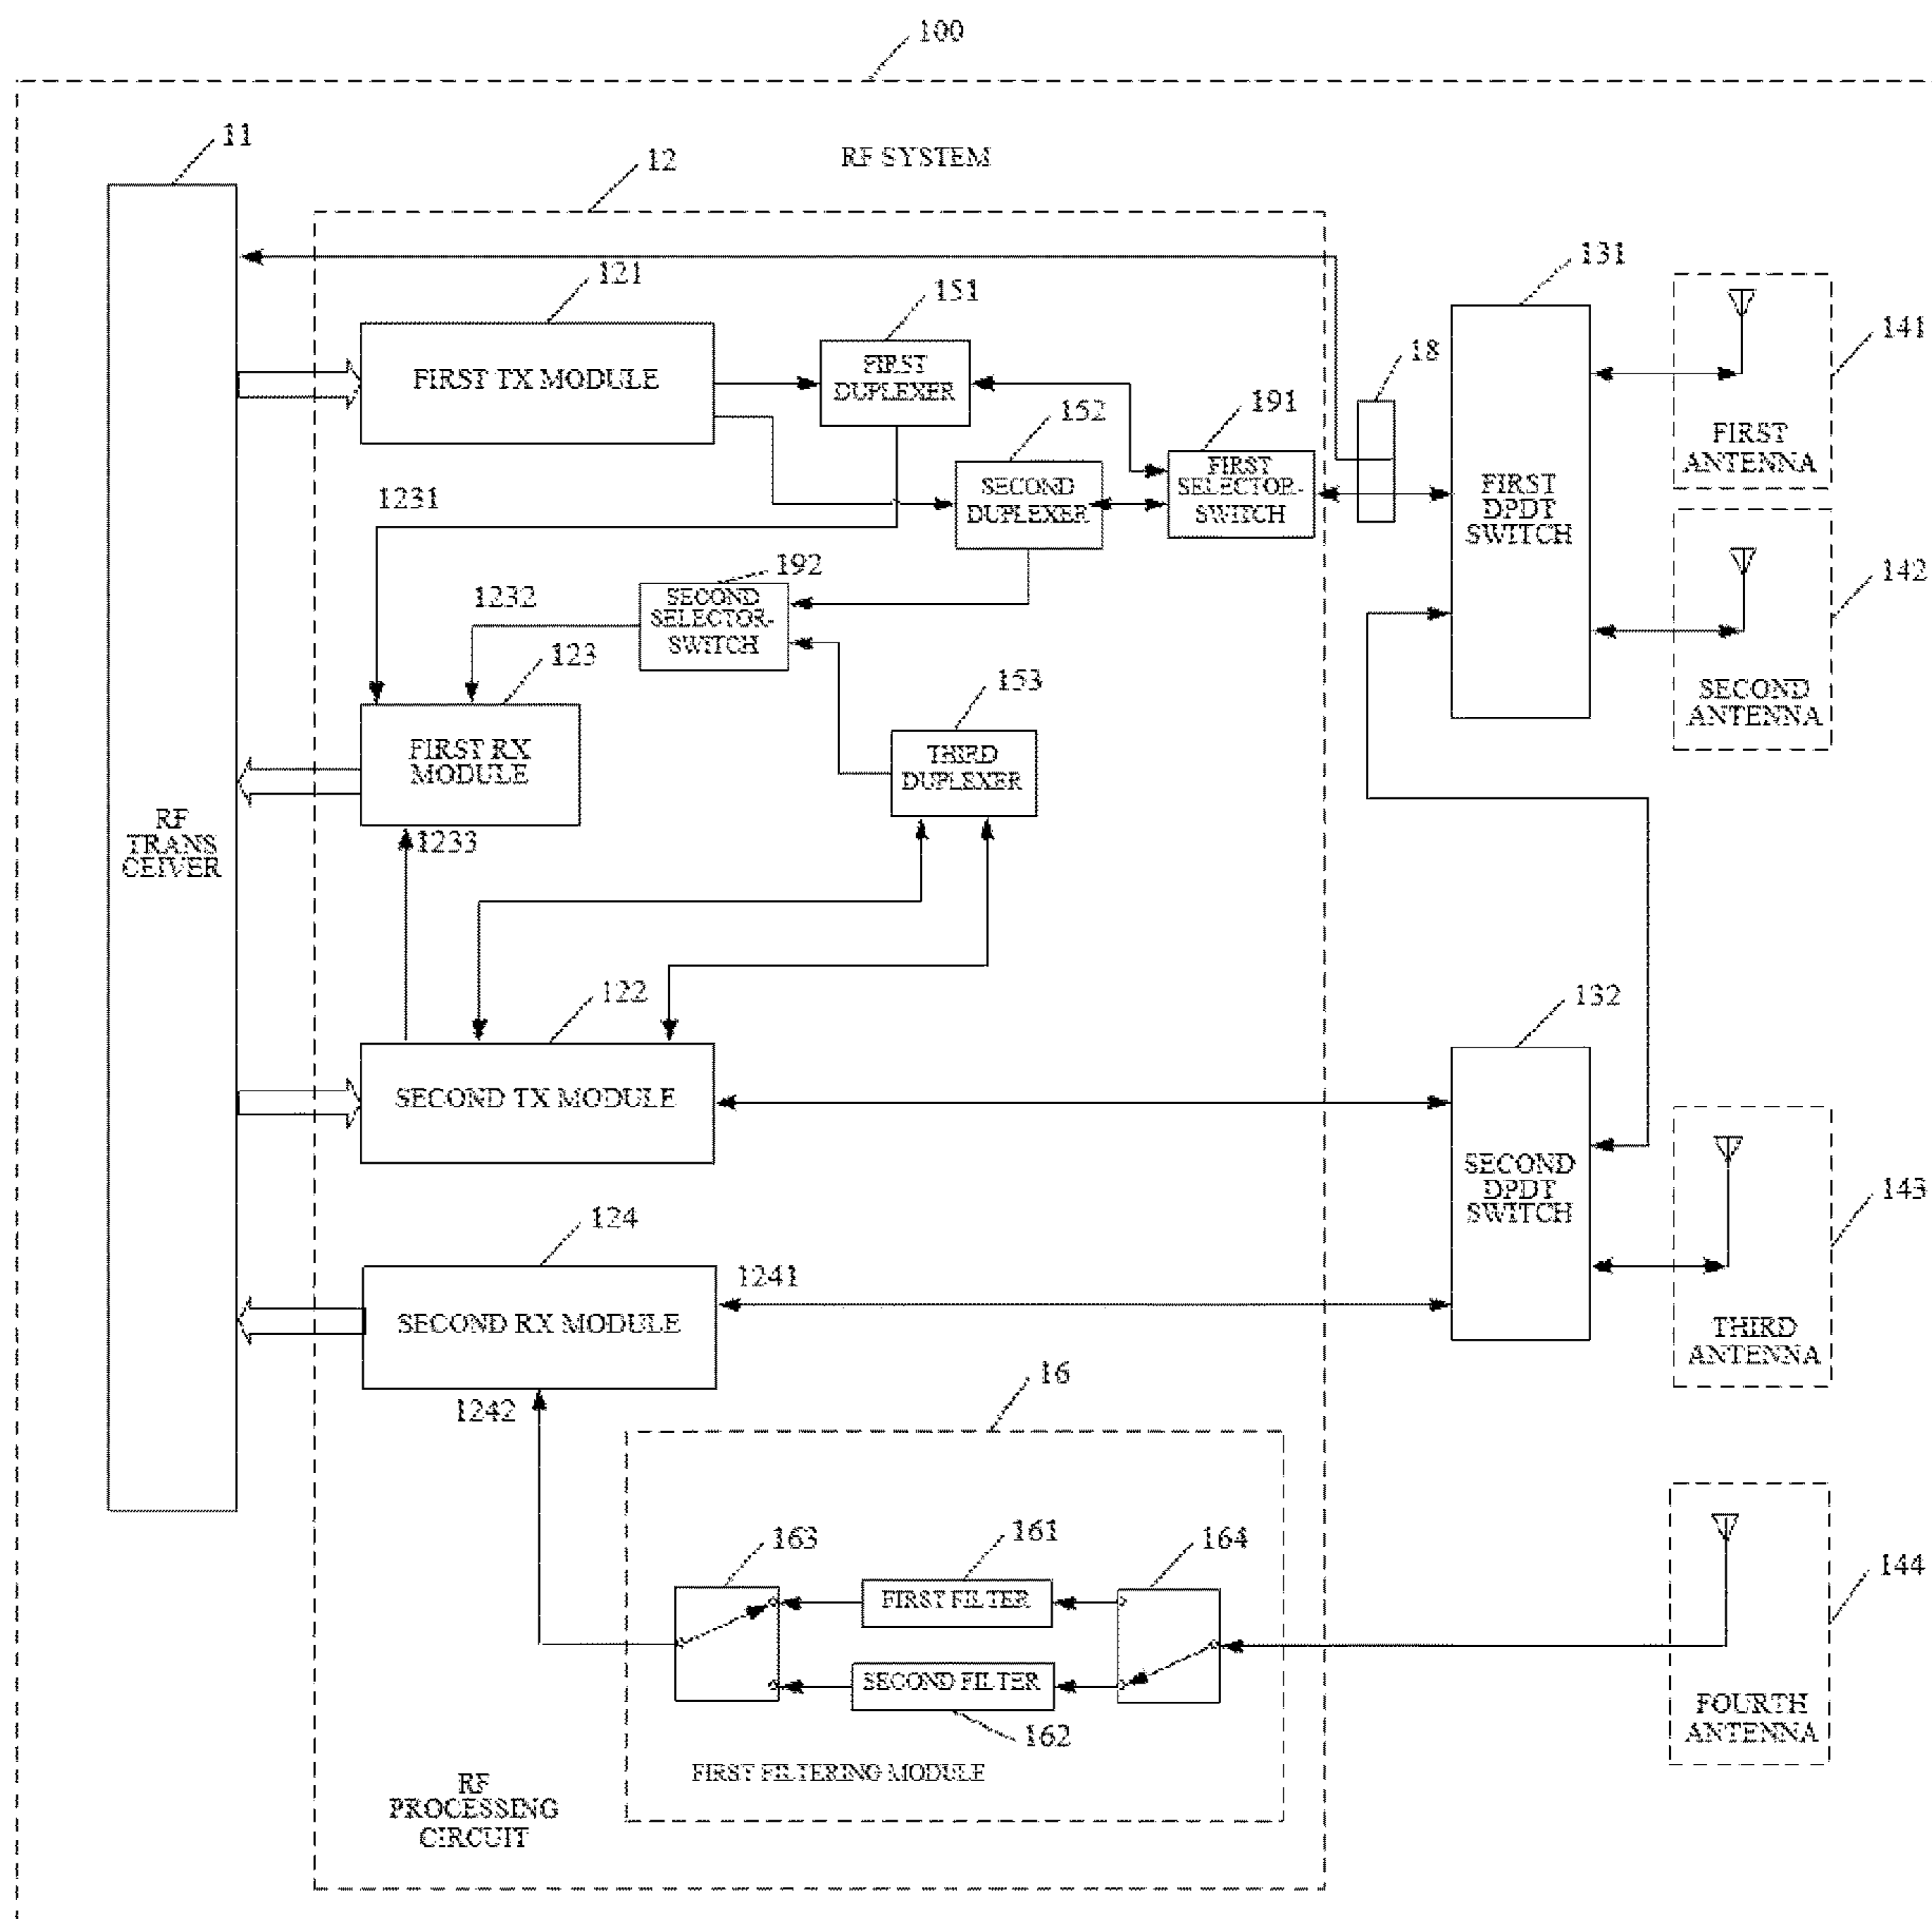 100
11
12
RF SYSTEM
121
151
131
141
FIRST TX MODULE
FIRST
DUPLEXER
18
152
191
FIRST
ANTENNA
1231
SECOND
DUPLEXER
FIRST
SELECTOR-
SWITCH
FIRST
DPDT
SWITCH
192
142
1232
SECOND
SELECTOR-
SWITCH
123
153
SECOND
ANTENNA
FIRST RX
MODULE
THIRD
DUPLEXER
RF
TRANS
CEIVER
1233
122
132
SECOND TX MODULE
SECOND
DPDT
SWITCH
143
124
1241
SECOND RX MODULE
THIRD
ANTENNA
1242
16
163
161
164
144
FIRST FILTER
SECOND FILTER
162
FOURTH
ANTENNA
FIRST FILTERING MODULE
RF
PROCESSING
CIRCUIT